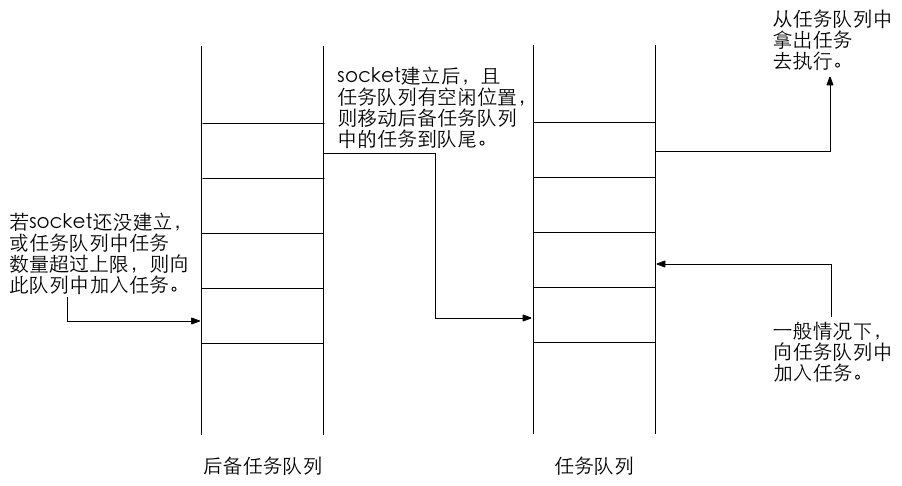 从任务队列中
拿出任务
去执行。
socket建立后，且
任务队列有空闲位置，
则移动后备任务队列
中的任务到队尾。
若socket还没建立，
或任务队列中任务
数量超过上限，则向
此队列中加入任务。
一般情况下，
向任务队列中
加入任务。
后备任务队列
任务队列